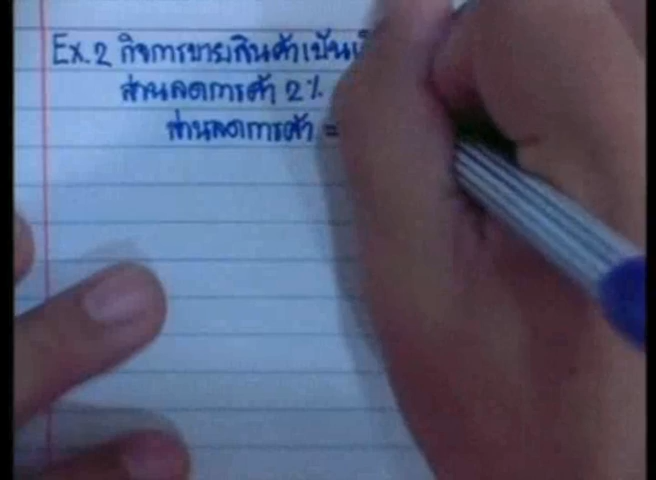 Ex. 2 กิจการขายสินค้าเป็น
ส่วนลดการค้า 2%
ส่วนลดการค้า =